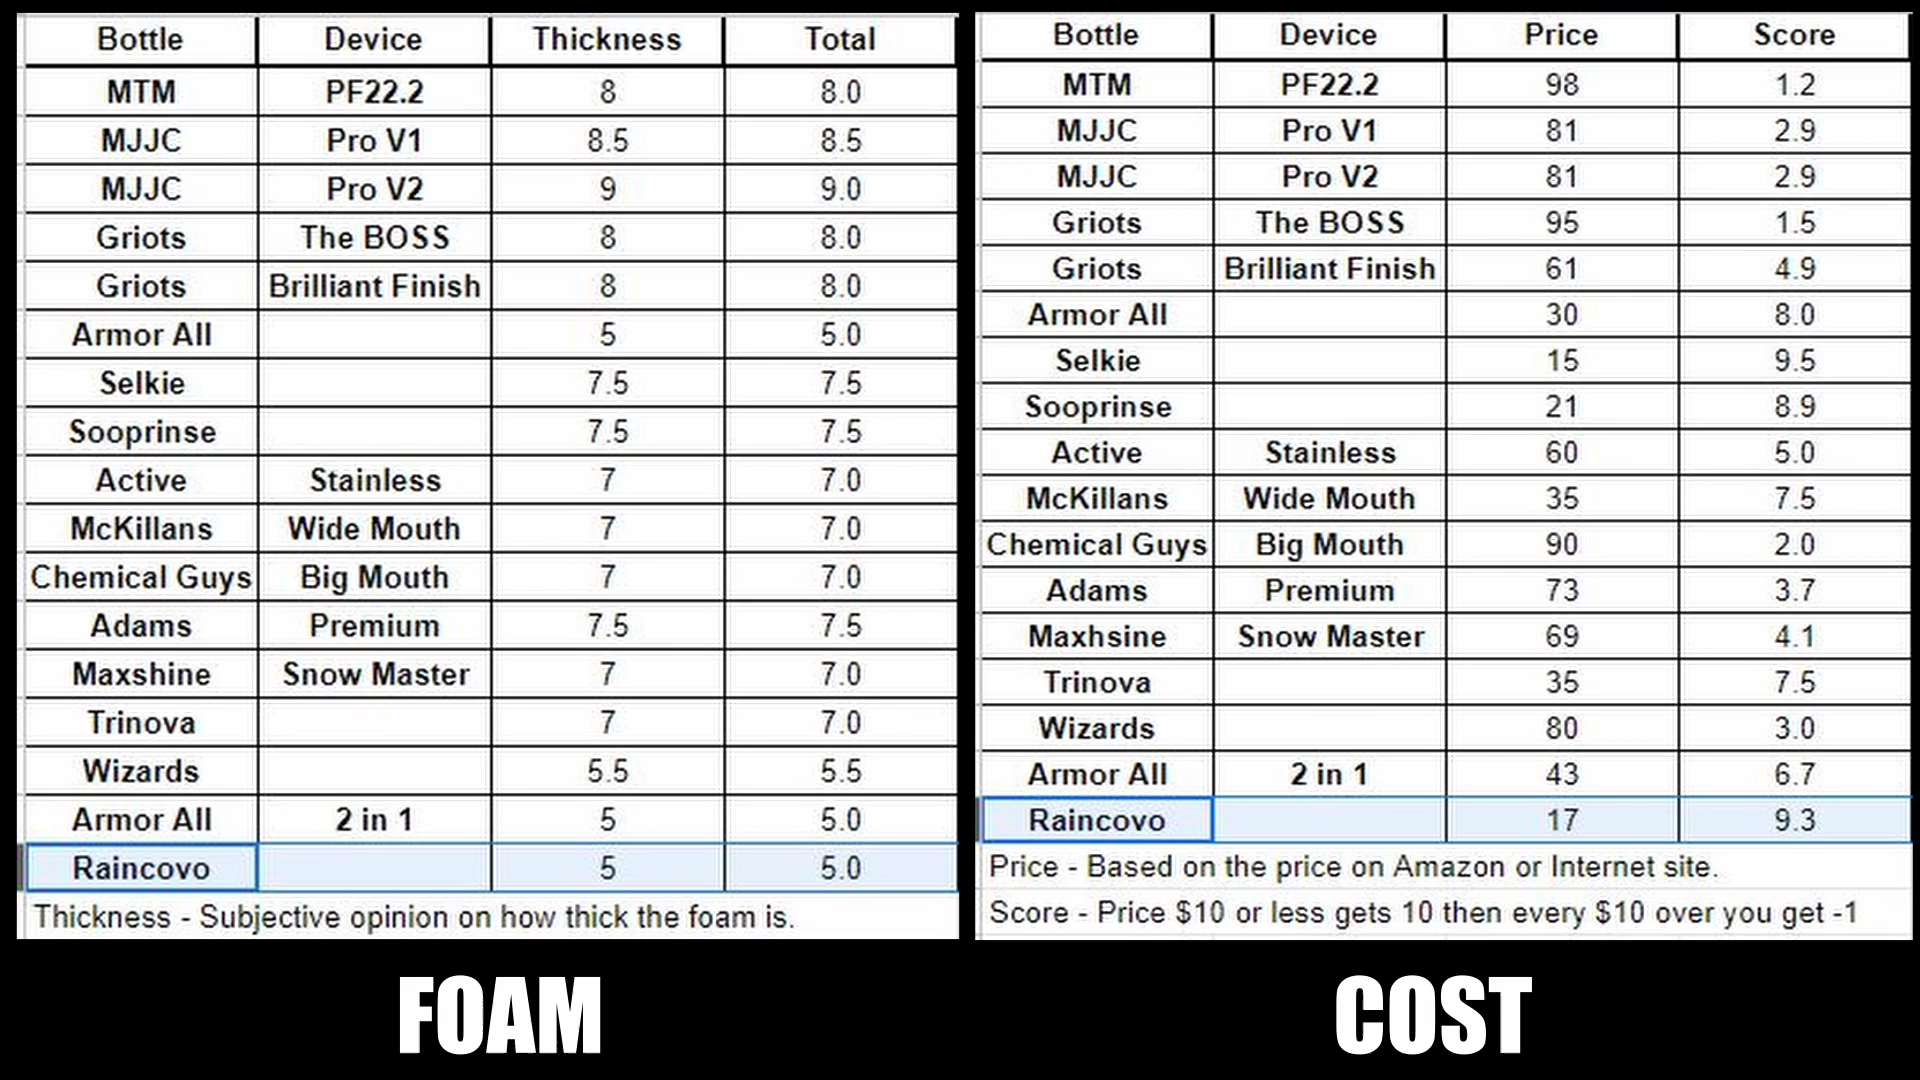 Bottle Device Thickness Total
MTM PF22.2 8 8.0
MJJC Pro V1 8.5 8.5
MJJC Pro V2 9 9.0
Griots The BOSS 8 8.0
Griots Brilliant Finish 8 8.0
Armor All 5 5.0
Selkie 7.5 7.5
Sooprinse 7.5 7.5
Active Stainless 7 7.0
McKillans Wide Mouth 7 7.0
Chemical Guys Big Mouth 7 7.0
Adams Premium 7.5 7.5
Maxshine Snow Master 7 7.0
Trinova 7 7.0
Wizards 5.5 5.5
Armor All 2 in 1 5 5.0
Raincovo 5 5.0
Thickness - Subjective opinion on how thick the foam is.
FOAM
Bottle Device Price Score
MTM PF22.2 98 1.2
MJJC Pro V1 81 2.9
MJJC Pro V2 81 2.9
Griots The BOSS 95 1.5
Griots Brilliant Finish 61 4.9
Armor All 30 8.0
Selkie 15 9.5
Sooprinse 21 8.9
Active Stainless 60 5.0
McKillans Wide Mouth 35 7.5
Chemical Guys Big Mouth 90 2.0
Adams Premium 73 3.7
Maxhsine Snow Master 69 4.1
Trinova 35 7.5
Wizards 80 3.0
Armor All 2 in 1 43 6.7
Raincovo 17 9.3
Price - Based on the price on Amazon or Internet site.
Score - Price $10 or less gets 10 then every $10 over you get -1
COST